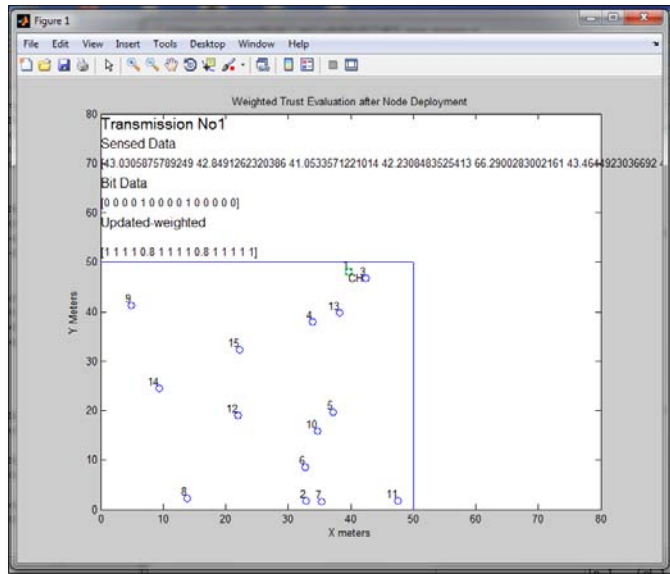 Figure 1
File Edit View Insert Tools Desktop Window Help
Weighted Trust Evaluation after Node Deployment
80
Transmission No1
Sensed Data
70
[43.0305875789249 42.8491262320386 41.0533571221014 42.2308483525413 66.2900283002161 43.4644923036692 4
Bit Data
[0 0 0 0 1 0 0 0 0 1 0 0 0 0 0]
60
Updated-weighted
[1 1 1 1 0.8 1 1 1 1 0.8 1 1 1 1 1]
50
1
3
CH
9
13
4
40
Y Meters
15
30
14
12
5
20
10
6
10
8
2
7
11
0
0 10 20 30 40 50 60 70 80
X meters